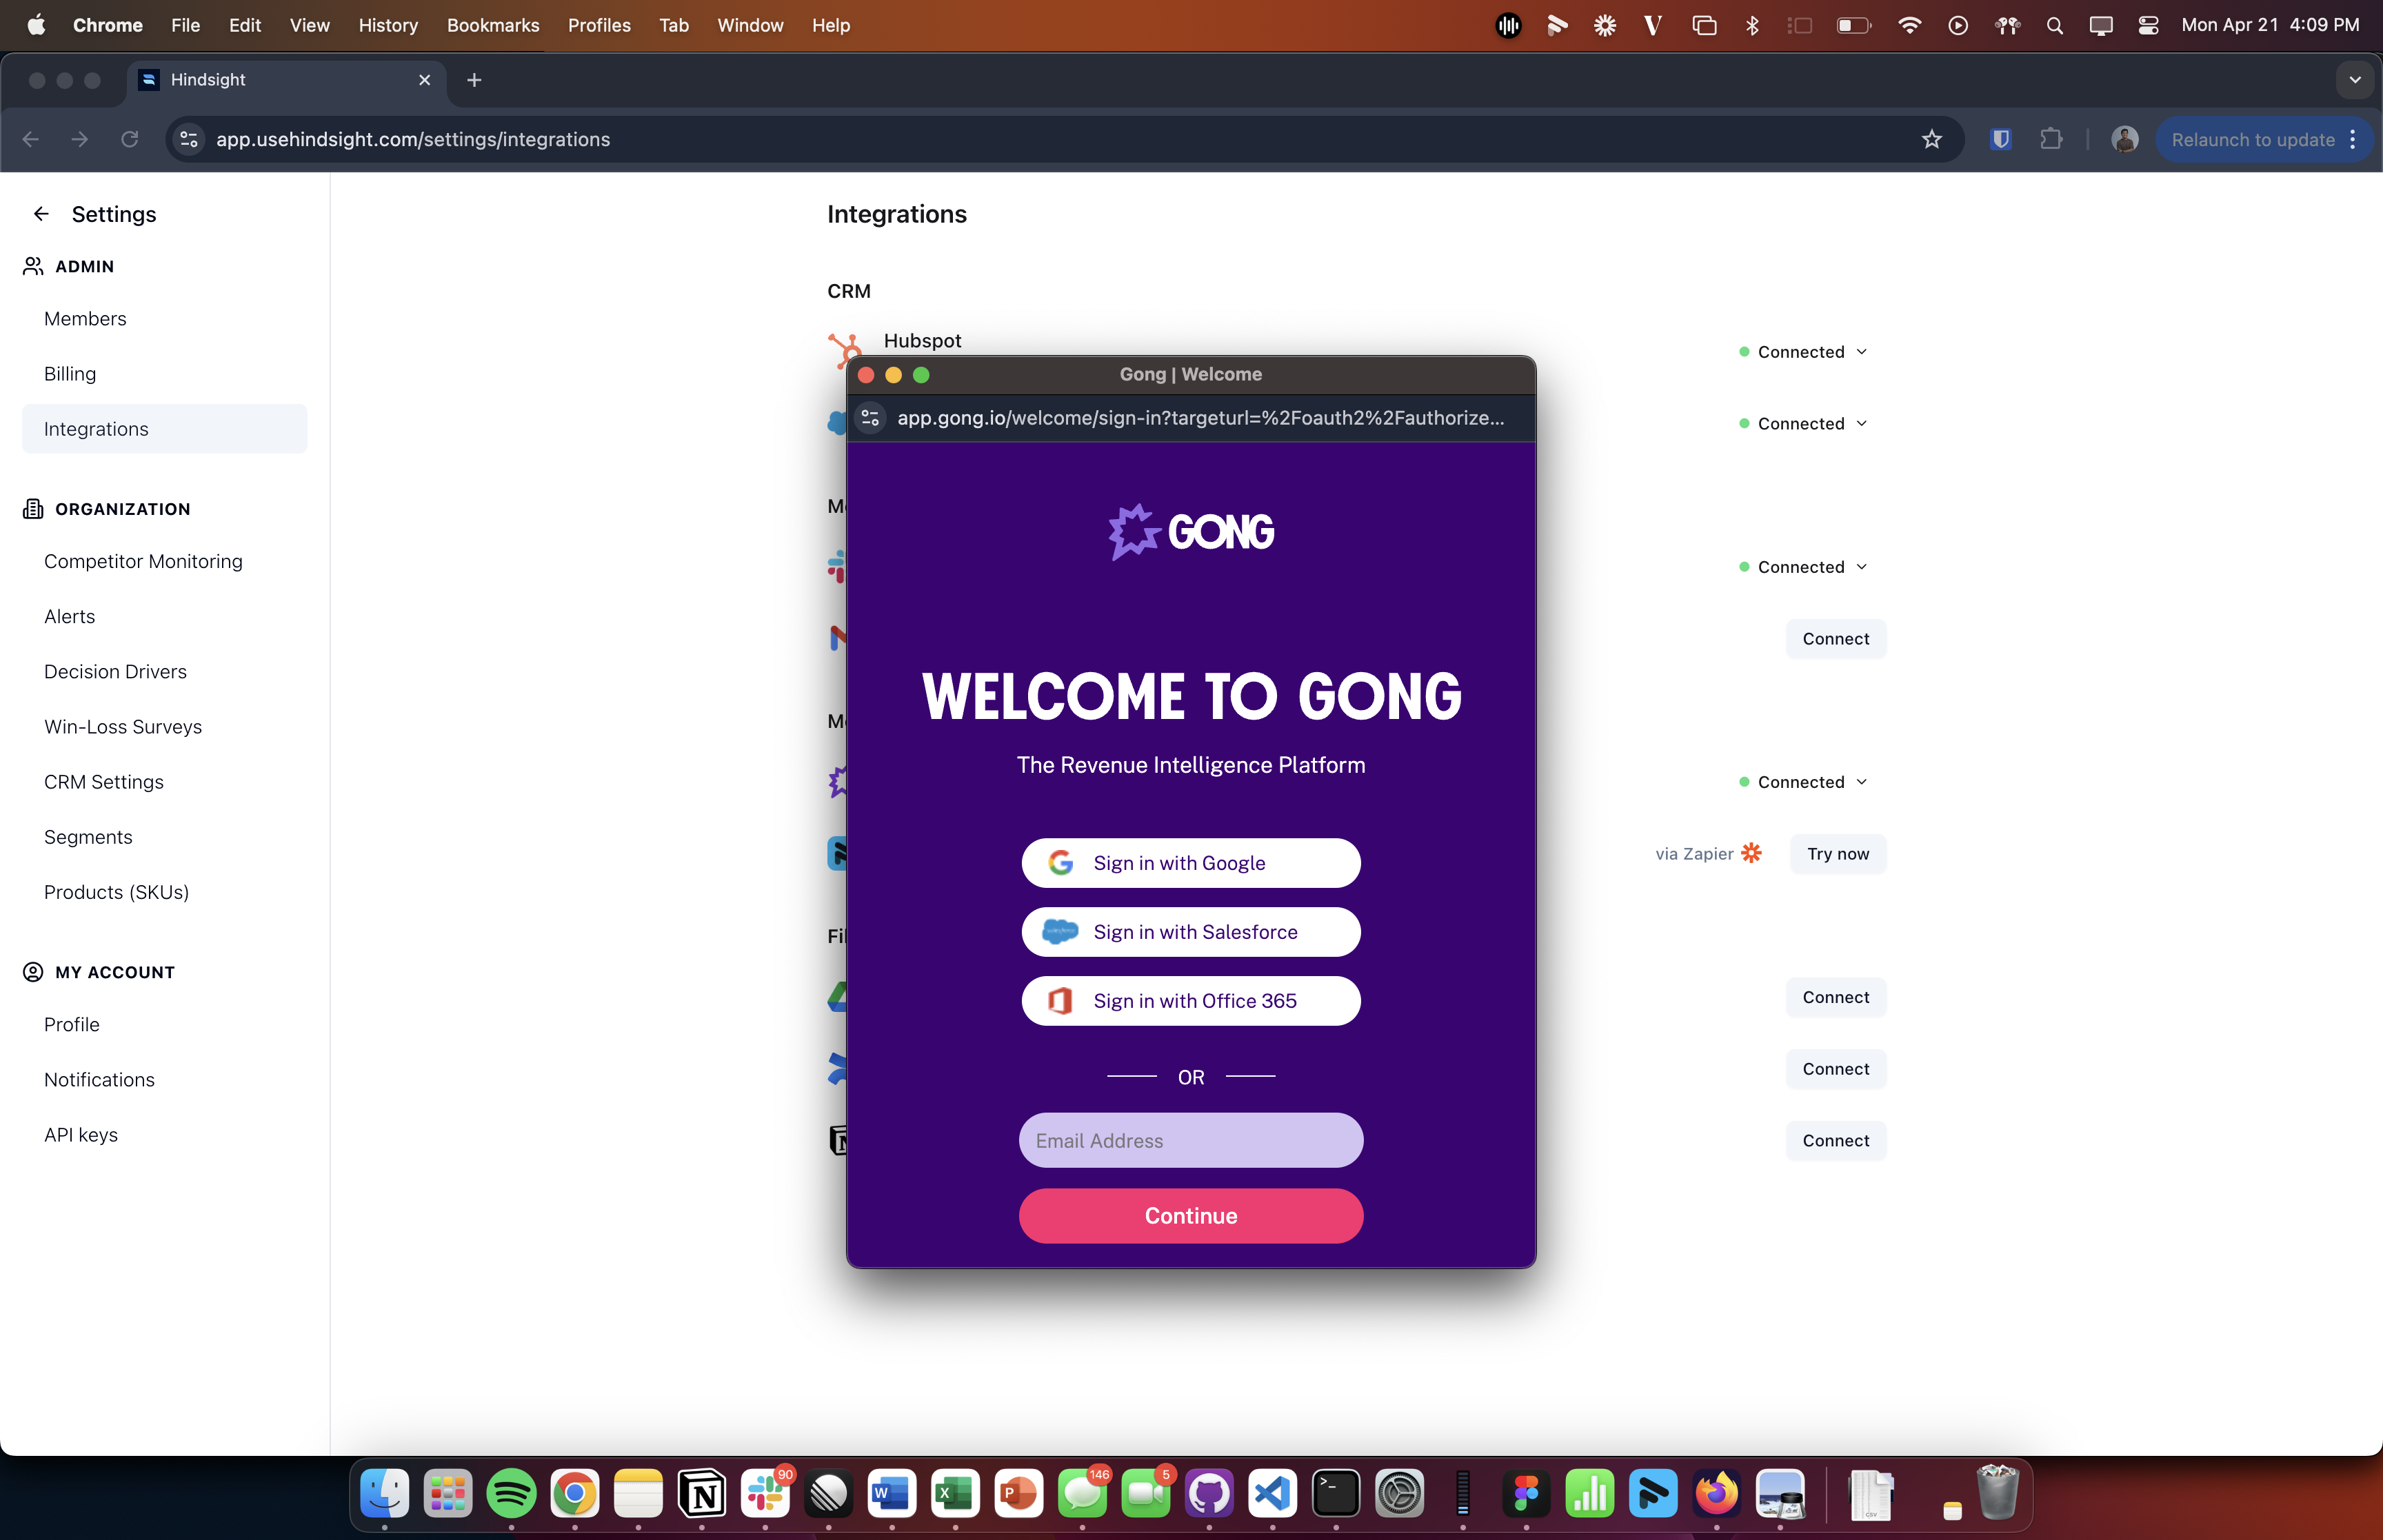 Chrome File Edit View History Bookmarks Profiles Tab Window Help
Mon Apr 21 4:09 PM
Hindsight
app.usehindsight.com/settings/integrations
Relaunch to update
Settings
ADMIN
Members
Billing
Integrations
ORGANIZATION
Competitor Monitoring
Alerts
Decision Drivers
Win-Loss Surveys
CRM Settings
Segments
Products (SKUs)
MY ACCOUNT
Profile
Notifications
API keys
Integrations
CRM
Hubspot
Connected
Connected
Connected
Connect
Connected
via Zapier
Try now
Connect
Connect
Connect
Gong | Welcome
app.gong.io/welcome/sign-in?targeturl=%2Foauth2%2Fauthorize...
GONG
WELCOME TO GONG
The Revenue Intelligence Platform
Sign in with Google
Sign in with Salesforce
Sign in with Office 365
OR
Email Address
Continue
90
146
5
CSV